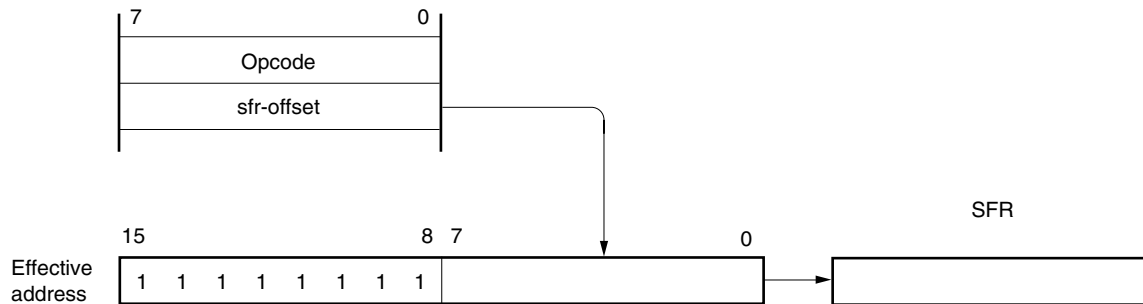 7 0
Opcode
sfr-offset
SFR
15 8 7 0
Effective
address
1 1 1 1 1 1 1 1